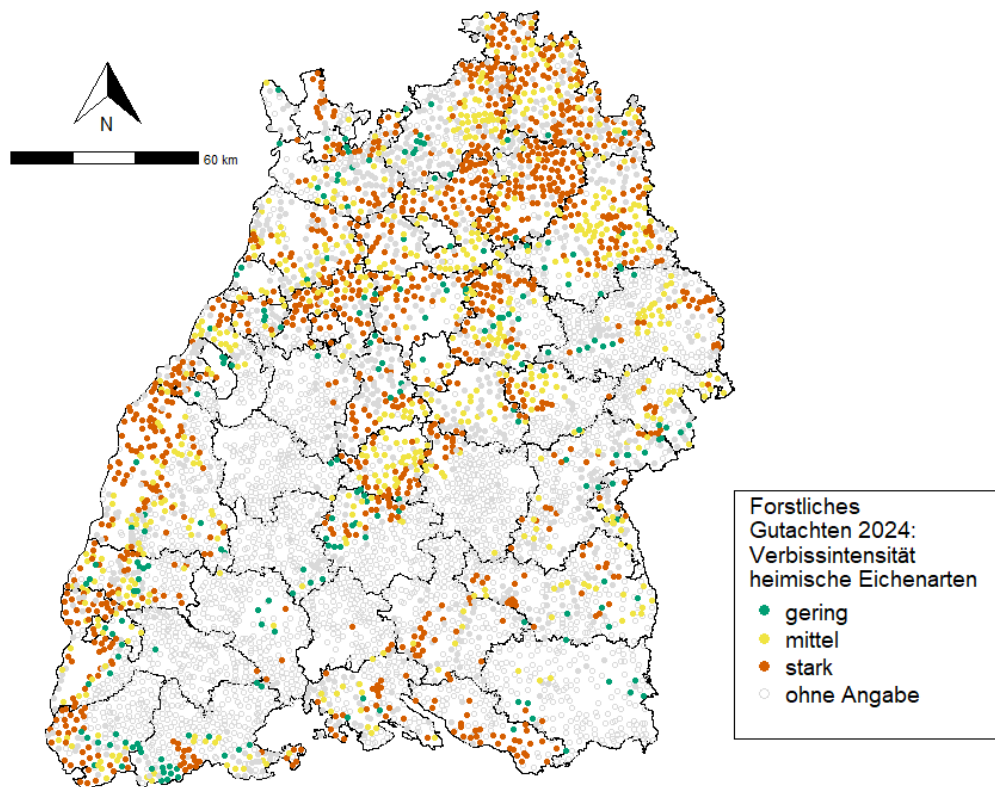 N
60 km
Forstliches
Gutachten 2024:
Verbissintensität
heimische Eichenarten
gering
mittel
stark
ohne Angabe